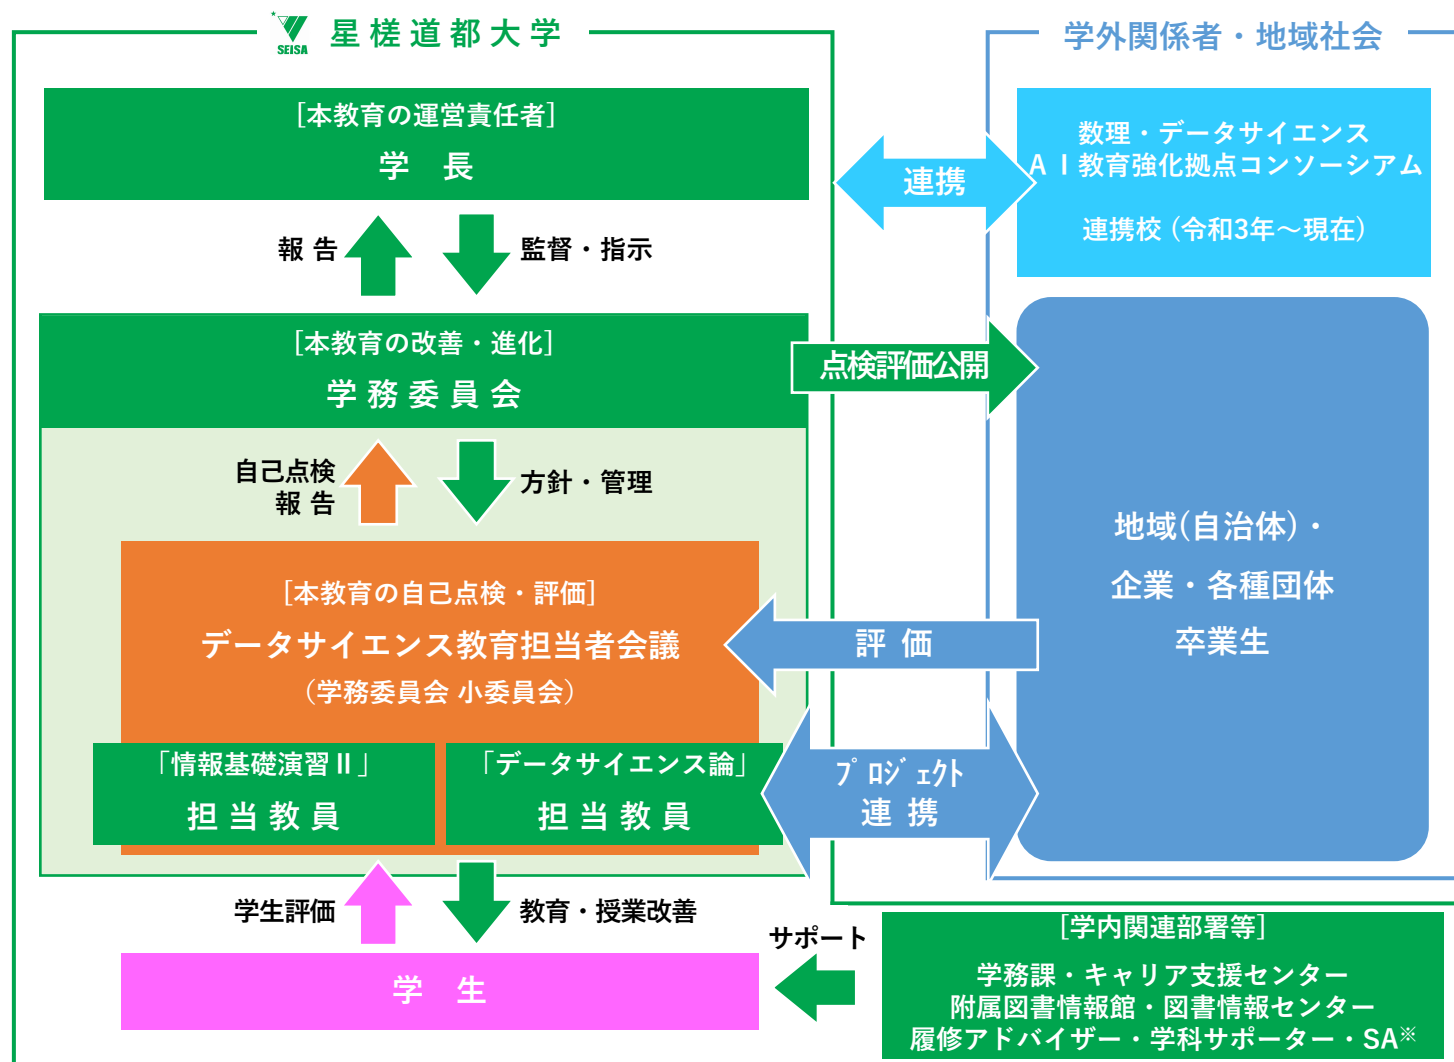 SEISA
星槎道都大学
学外関係者・地域社会
[本教育の運営責任者]
学　長
報 告
監督・指示
連携
数理・データサイエンス
ＡＩ教育強化拠点コンソーシアム
連携校 (令和3年～現在)
[本教育の改善・進化]
学 務 委 員 会
点検評価公開
自己点検
報 告
方針・管理
[本教育の自己点検・評価]
データサイエンス教育担当者会議
（学務委員会 小委員会）
評 価
地域(自治体)・
企業・各種団体
卒業生
「情報基礎演習Ⅱ」
担 当 教 員
「データサイエンス論」
担 当 教 員
ﾌﾟﾛｼﾞｪｸﾄ
連 携
学生評価
教育・授業改善
学　生
サポート
[学内関連部署等]
学務課・キャリア支援センター
附属図書情報館・図書情報センター
履修アドバイザー・学科サポーター・SA※